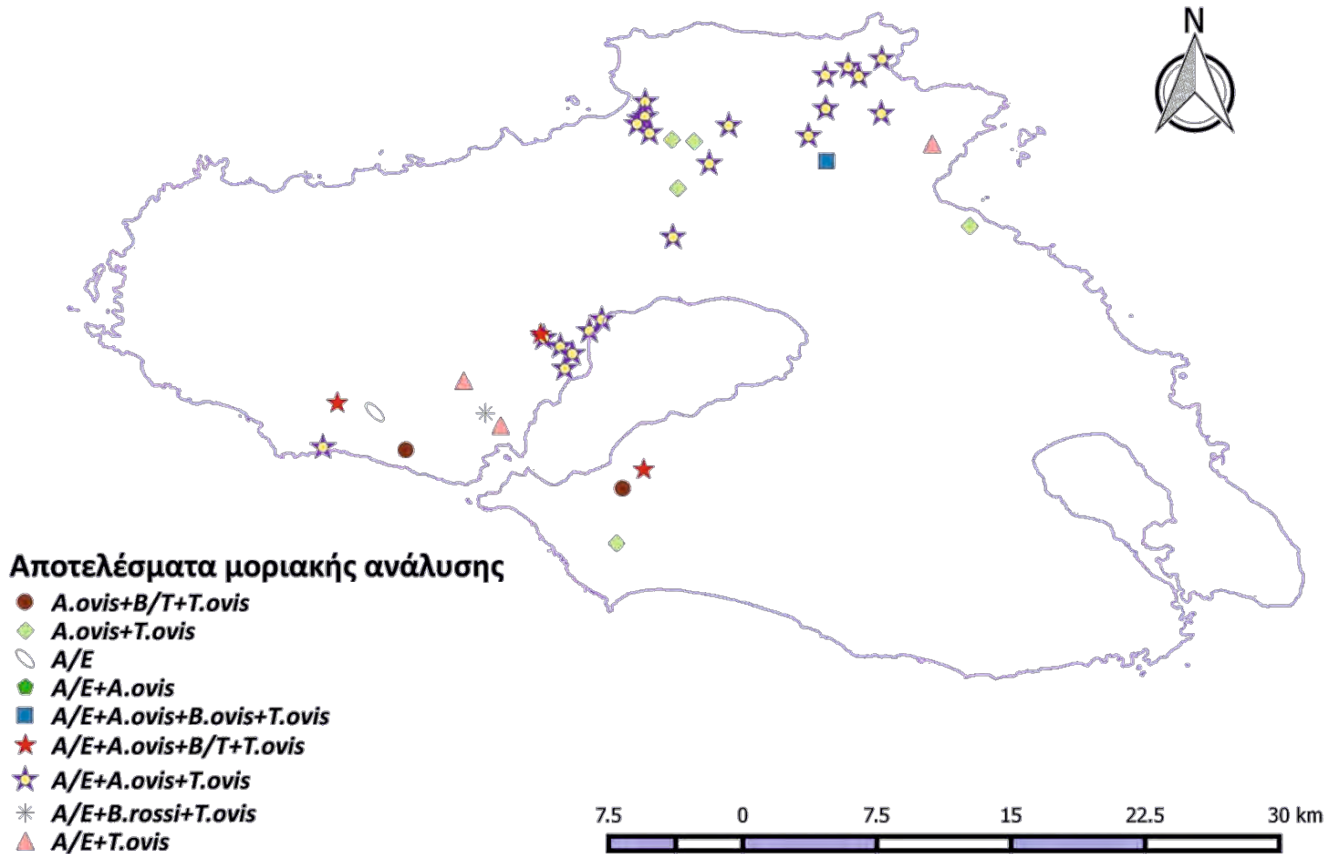 N
Αποτελέσματα μοριακής ανάλυσης
A.ovis+B/T+T.ovis
A.ovis+T.ovis
A/E
A/E+A.ovis
A/E+A.ovis+B.ovis+T.ovis
A/E+A.ovis+B/T+T.ovis
A/E+A.ovis+T.ovis
A/E+B.rossi+T.ovis
A/E+T.ovis
7.5 0 7.5 15 22.5 30 km